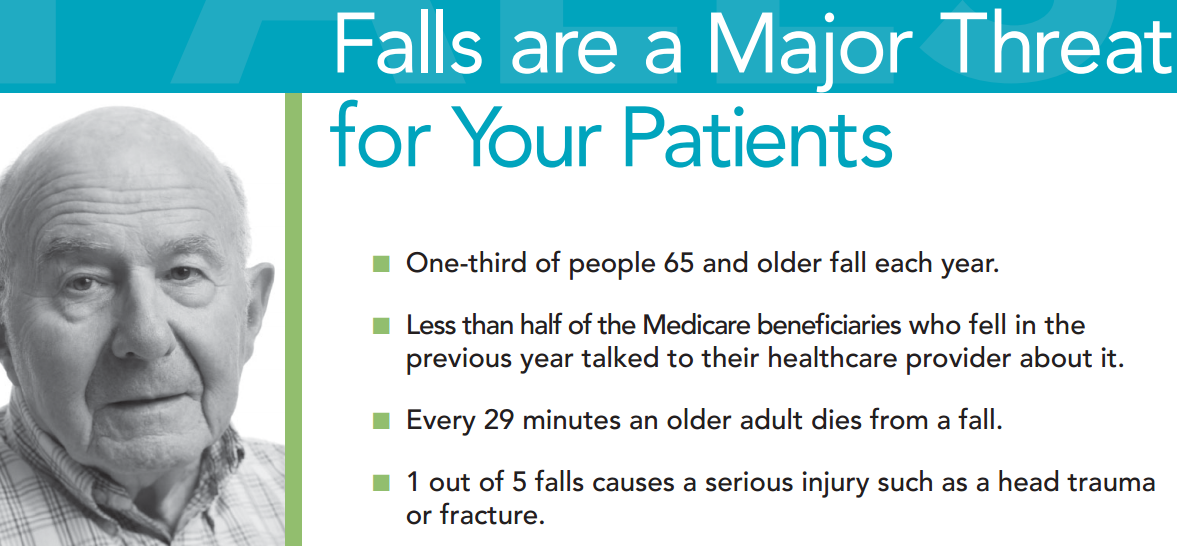 Falls are a Major Threat
for Your Patients
One-third of people 65 and older fall each year.
Less than half of the Medicare beneficiaries who fell in the
previous year talked to their healthcare provider about it.
Every 29 minutes an older adult dies from a fall.
1 out of 5 falls causes a serious injury such as a head trauma
or fracture.